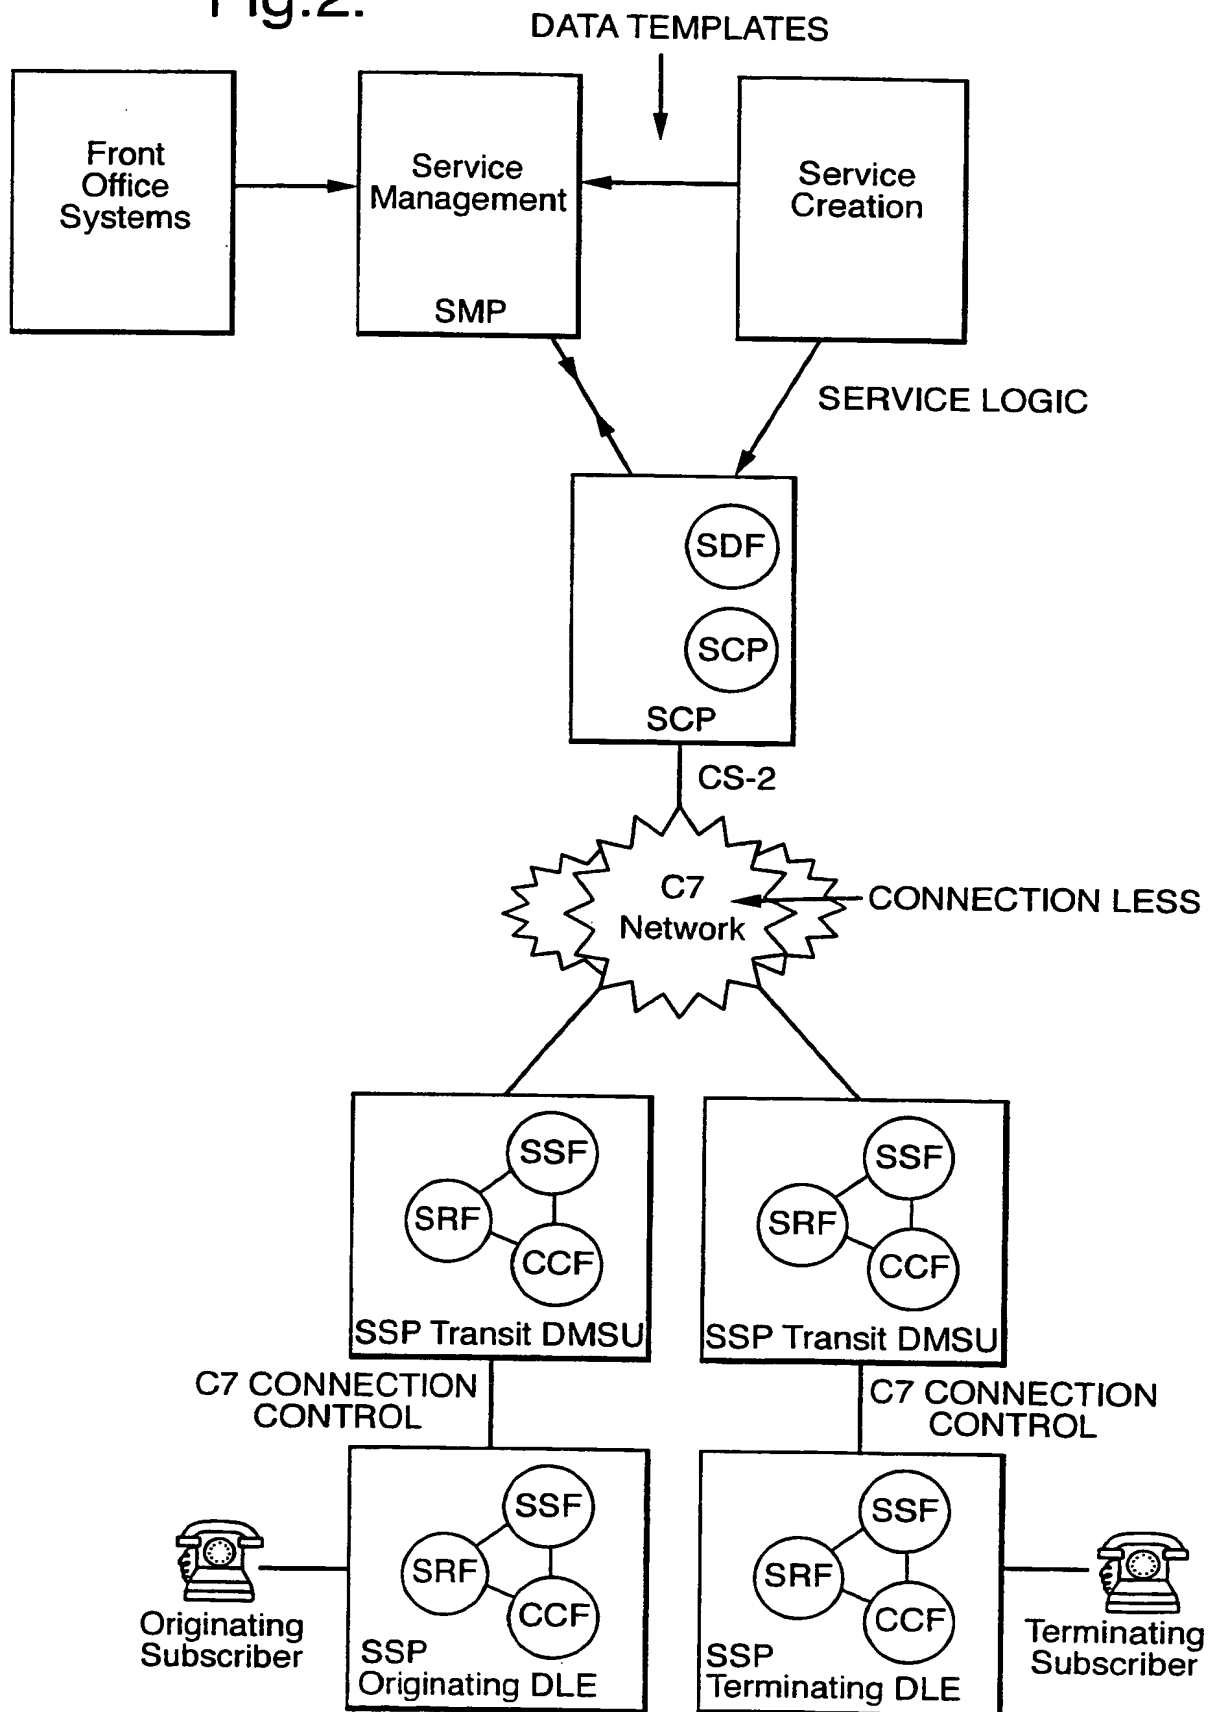 Fig.2.
DATA TEMPLATES
Front
Office
Systems
Service
Management
SMP
Service
Creation
SERVICE LOGIC
SDF
SCP
SCP
CS-2
C7
Network
CONNECTION LESS
SSF
SRF
CCF
SSP Transit DMSU
SSF
SRF
CCF
SSP Transit DMSU
C7 CONNECTION
CONTROL
C7 CONNECTION
CONTROL
SSF
SRF
CCF
SSP
Originating DLE
SSF
SRF
CCF
SSP
Terminating DLE
Originating
Subscriber
Terminating
Subscriber